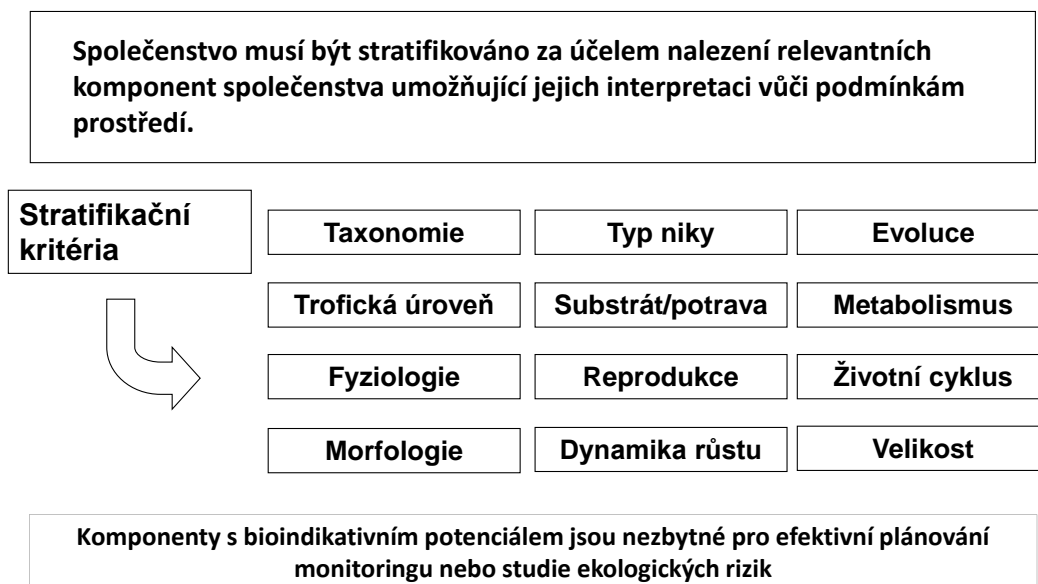 Společenstvo musí být stratifikováno za účelem nalezení relevantních
komponent společenstva umožňující jejich interpretaci vůči podmínkám
prostředí.
Stratifikační
kritéria
Taxonomie
Typ niky
Evoluce
Trofická úroveň
Substrát/potrava
Metabolismus
Fyziologie
Reprodukce
Životní cyklus
Morfologie
Dynamika růstu
Velikost
Komponenty s bioindikativním potenciálem jsou nezbytné pro efektivní plánování
monitoringu nebo studie ekologických rizik